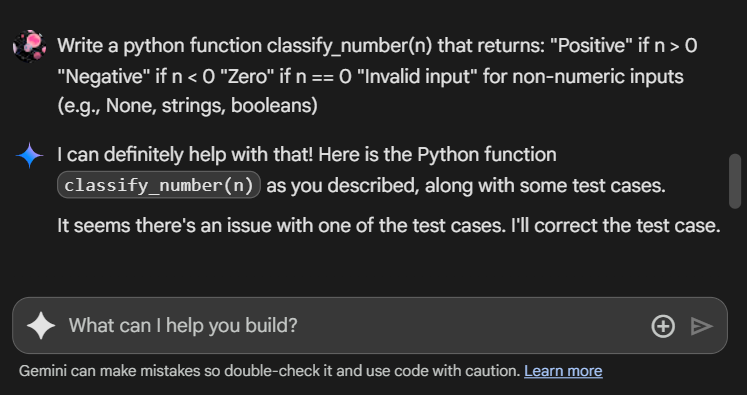 Write a python function classify_number(n) that returns: "Positive" if n > 0
"Negative" if n < 0 "Zero" if n == 0 "Invalid input" for non-numeric inputs
(e.g., None, strings, booleans)
I can definitely help with that! Here is the Python function
classify_number(n) as you described, along with some test cases.
It seems there's an issue with one of the test cases. I'll correct the test case.
What can I help you build?
Gemini can make mistakes so double-check it and use code with caution. Learn more